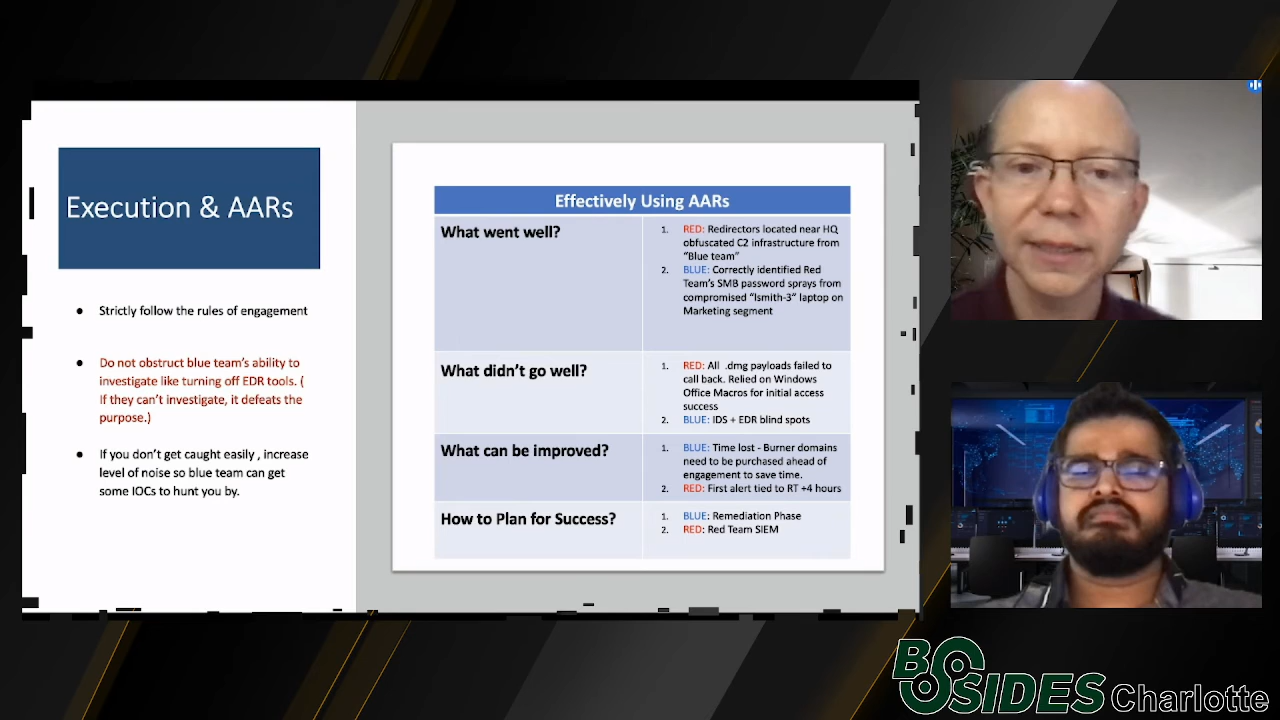 Execution & AARs
● Strictly follow the rules of engagement
● Do not obstruct blue team's ability to
investigate like turning off EDR tools. (
If they can't investigate, it defeats the
purpose.)
● If you don't get caught easily , increase
level of noise so blue team can get
some IOCs to hunt you by.
Effectively Using AARs
What went well?
1. RED: Redirectors located near HQ
obfuscated C2 infrastructure from
"Blue team"
2. BLUE: Correctly identified Red
Team's SMB password sprays from
compromised "lsmith-3" laptop on
Marketing segment
What didn't go well?
1. RED: All .dmg payloads failed to
call back. Relied on Windows
Office Macros for initial access
success
2. BLUE: IDS + EDR blind spots
What can be improved?
1. BLUE: Time lost - Burner domains
need to be purchased ahead of
engagement to save time.
2. RED: First alert tied to RT +4 hours
How to Plan for Success?
1. BLUE: Remediation Phase
2. RED: Red Team SIEM
BSIDES Charlotte